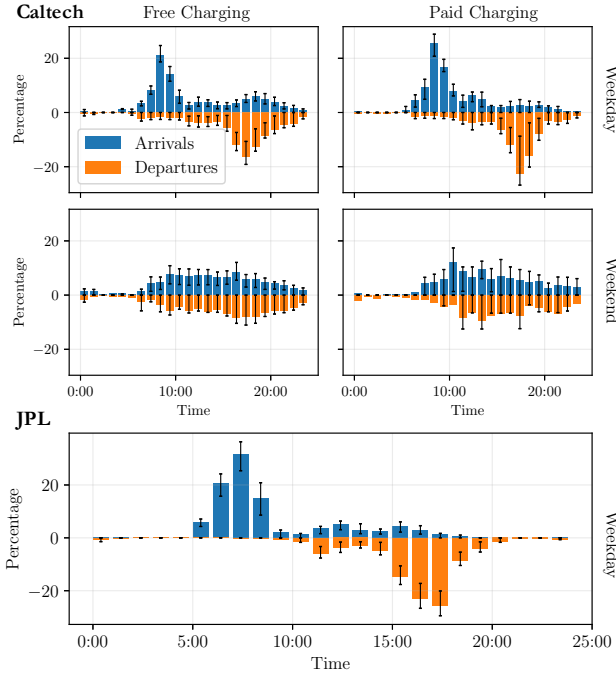 Caltech
Free Charging
Paid Charging
Percentage
20
0
−20
Arrivals
Departures
Weekday
Percentage
20
0
−20
0:00
10:00
20:00
Time
0:00
10:00
20:00
Time
Weekend
JPL
Percentage
20
0
−20
0:00
5:00
10:00
15:00
20:00
25:00
Time
Weekday